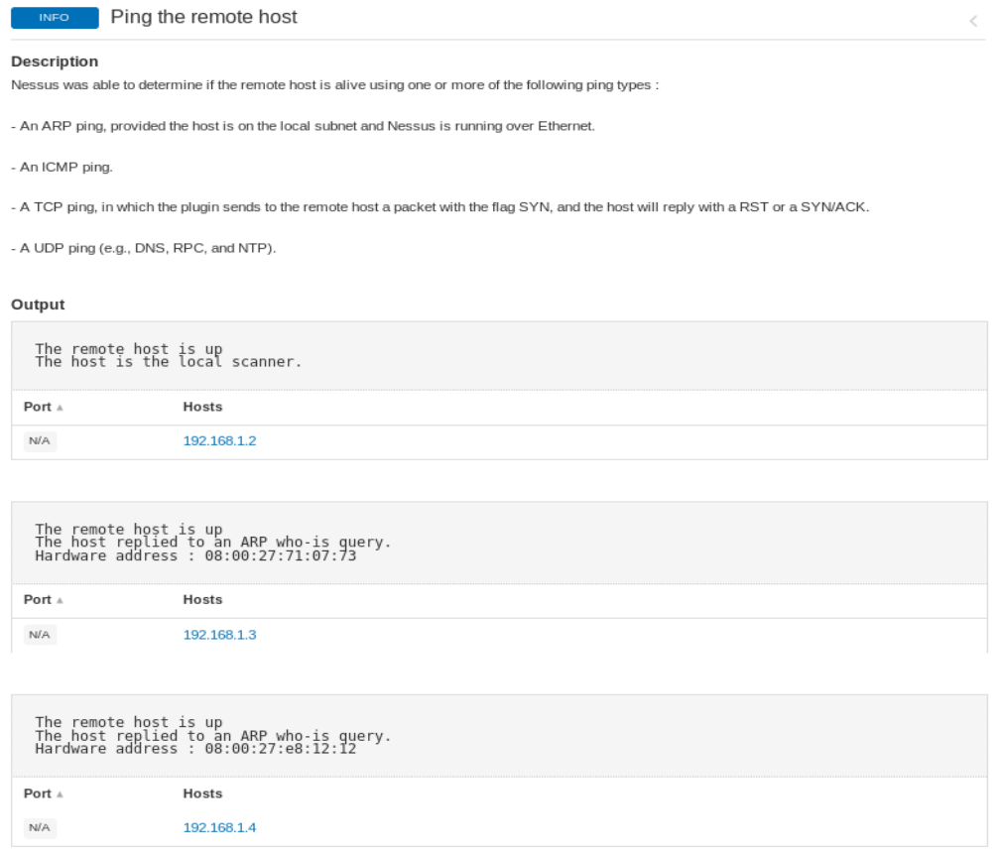 INFO Ping the remote host
Description
Nessus was able to determine if the remote host is alive using one or more of the following ping types :
- An ARP ping, provided the host is on the local subnet and Nessus is running over Ethernet.
- An ICMP ping.
- A TCP ping, in which the plugin sends to the remote host a packet with the flag SYN, and the host will reply with a RST or a SYN/ACK.
- A UDP ping (e.g., DNS, RPC, and NTP).
Output
The remote host is up
The host is the local scanner.
Port ▲ Hosts
N/A 192.168.1.2
The remote host is up
The host replied to an ARP who-is query.
Hardware address : 08:00:27:71:07:73
Port ▲ Hosts
N/A 192.168.1.3
The remote host is up
The host replied to an ARP who-is query.
Hardware address : 08:00:27:e8:12:12
Port ▲ Hosts
N/A 192.168.1.4